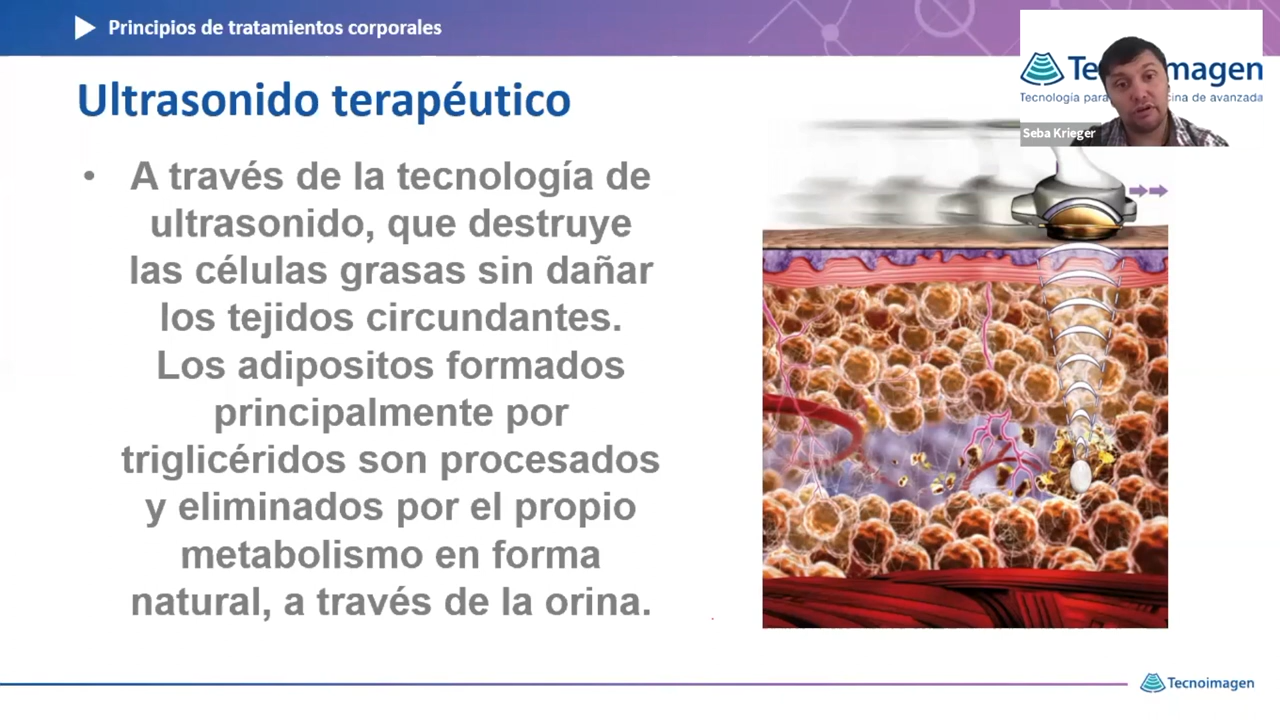 Principios de tratamientos corporales
Ultrasonido terapéutico
• A través de la tecnología de
ultrasonido, que destruye
las células grasas sin dañar
los tejidos circundantes.
Los adipositos formados
principalmente por
triglicéridos son procesados
y eliminados por el propio
metabolismo en forma
natural, a través de la orina.
Seba Krieger
Tecnología para
de avanzada
Tecnoimagen